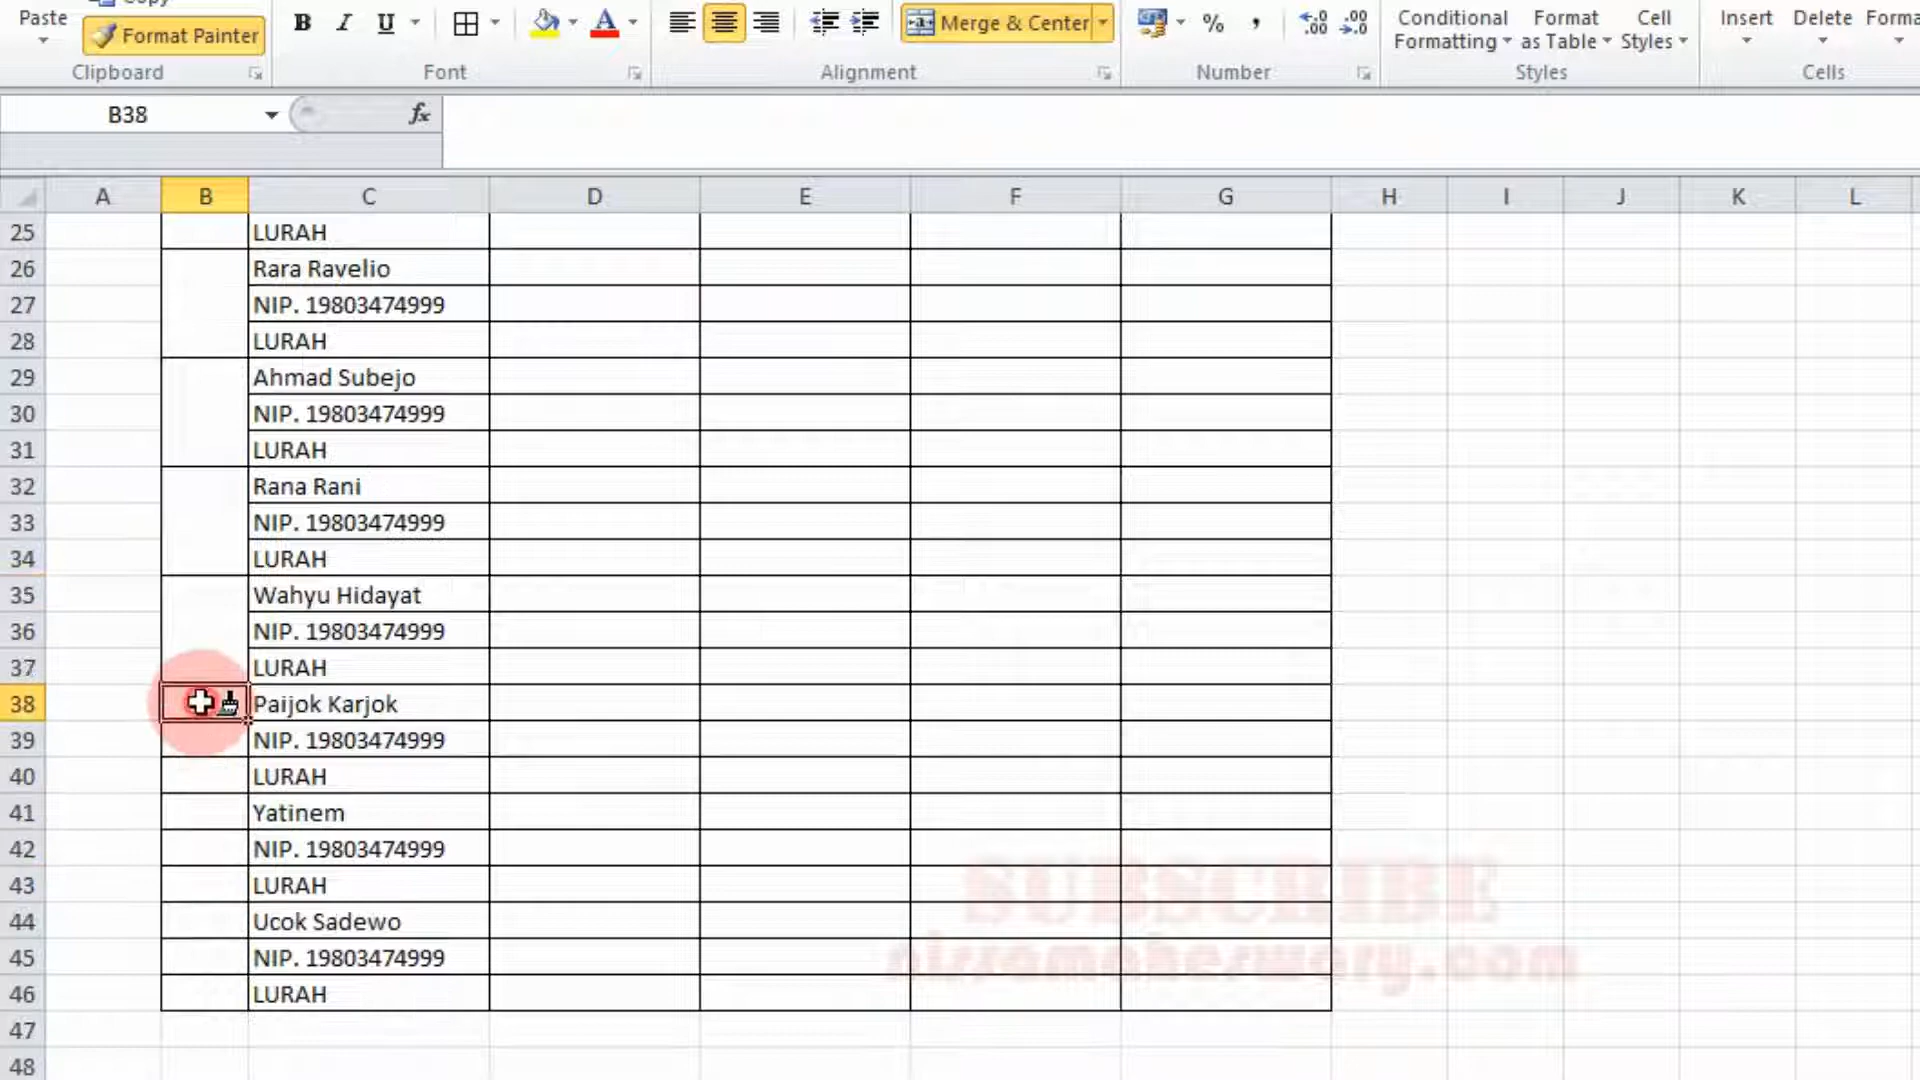 Paste
Copy
Format Painter
B I U
A
Merge & Center
% ,
.00 .00
Conditional Formatting
Format as Table
Cell Styles
Insert
Delete
Forma
Clipboard
Font
Alignment
Number
Styles
Cells
B38
fx
A B C D E F G H I J K L
25 LURAH
26 Rara Ravelio
27 NIP. 19803474999
28 LURAH
29 Ahmad Subejo
30 NIP. 19803474999
31 LURAH
32 Rana Rani
33 NIP. 19803474999
34 LURAH
35 Wahyu Hidayat
36 NIP. 19803474999
37 LURAH
38 Paijok Karjok
39 NIP. 19803474999
40 LURAH
41 Yatinem
42 NIP. 19803474999
43 LURAH
44 Ucok Sadewo
45 NIP. 19803474999
46 LURAH
47
48
SUBSCRIBE